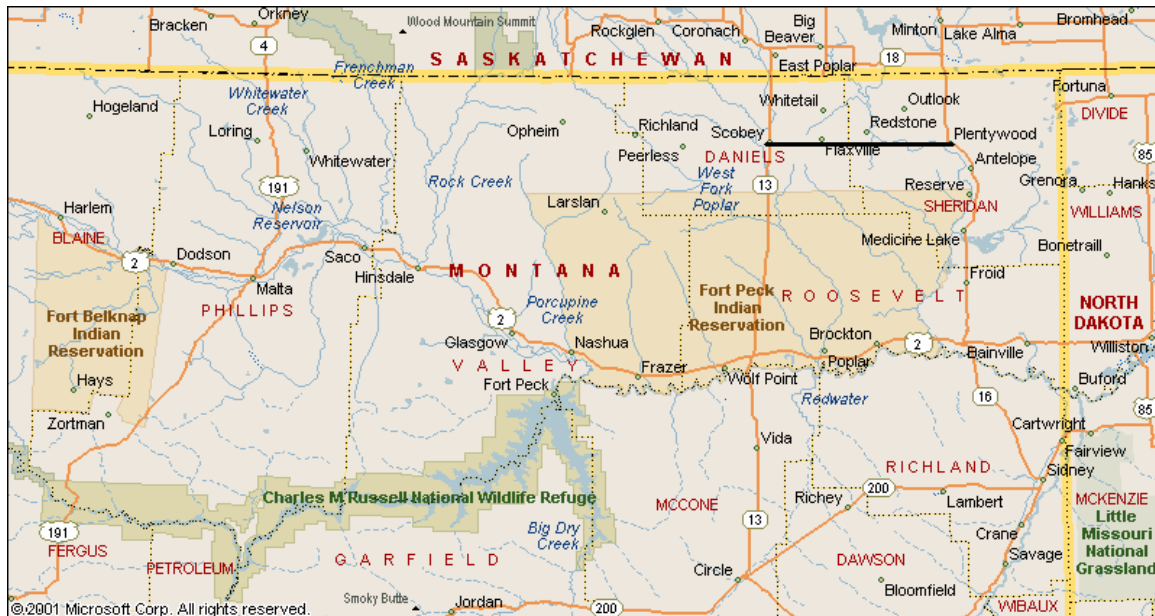 Bracken
Orkney
Wood Mountain Summit
Rockglen
Coronach
Big
Beaver
Minton
Bromhead
Lake Alma
4
SASKATCHEWAN
East Poplar
18
Frenchman
Creek
Whitewater
Creek
Hogeland
Fortuna
DIVIDE
Whitetail
Outlook
Loring
Opheim
Richland
Scobey
Redstone
Plentywood
Whitewater
Peerless
DANIELS
Flaxville
Antelope
85
191
Rock Creek
West
Fork
Poplar
13
Reserve
Grenora
Hanks
Harlem
Nelson
Reservoir
Larslan
SHERIDAN
WILLIAMS
BLAINE
Medicine Lake
Bonetraill
2
Dodson
Saco
Hinsdale
MONTANA
Froid
Malta
PHILLIPS
Fort Peck
Indian
Reservation
ROOSEVELT
NORTH
DAKOTA
Fort Belknap
Indian
Reservation
Porcupine
Creek
2
Glasgow
Nashua
Brockton
2
Bainville
Williston
VALLEY
Frazer
Wolf Point
Poplar
Hays
Fort Peck
Redwater
16
Buford
Zortman
Cartwright
85
Vida
Fairview
RICHLAND
Sidney
Charles M Russell National Wildlife Refuge
MCCONE
Richey
200
Lambert
MCKENZIE
Little
Missouri
National
Grassland
191
13
Big Dry
Creek
Crane
FERGUS
PETROLEUM
GARFIELD
DAWSON
Savage
Circle
Bloomfield
Smoky Butte
Jordan
200
WIBAUX
©2001 Microsoft Corp. All rights reserved.